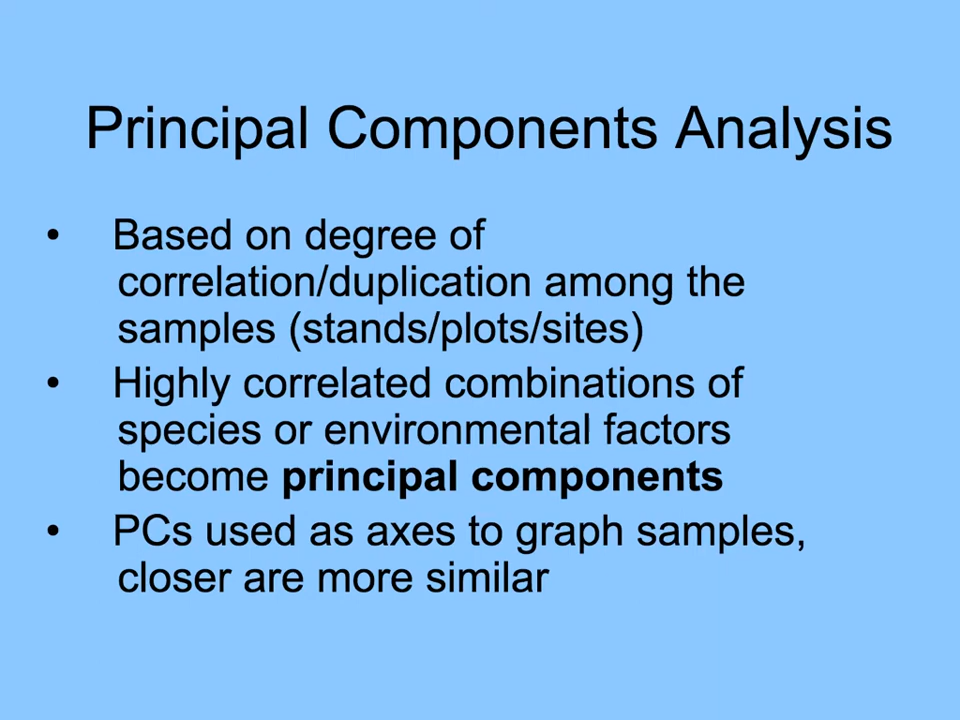 Principal Components Analysis
• Based on degree of
correlation/duplication among the
samples (stands/plots/sites)
• Highly correlated combinations of
species or environmental factors
become principal components
• PCs used as axes to graph samples,
closer are more similar